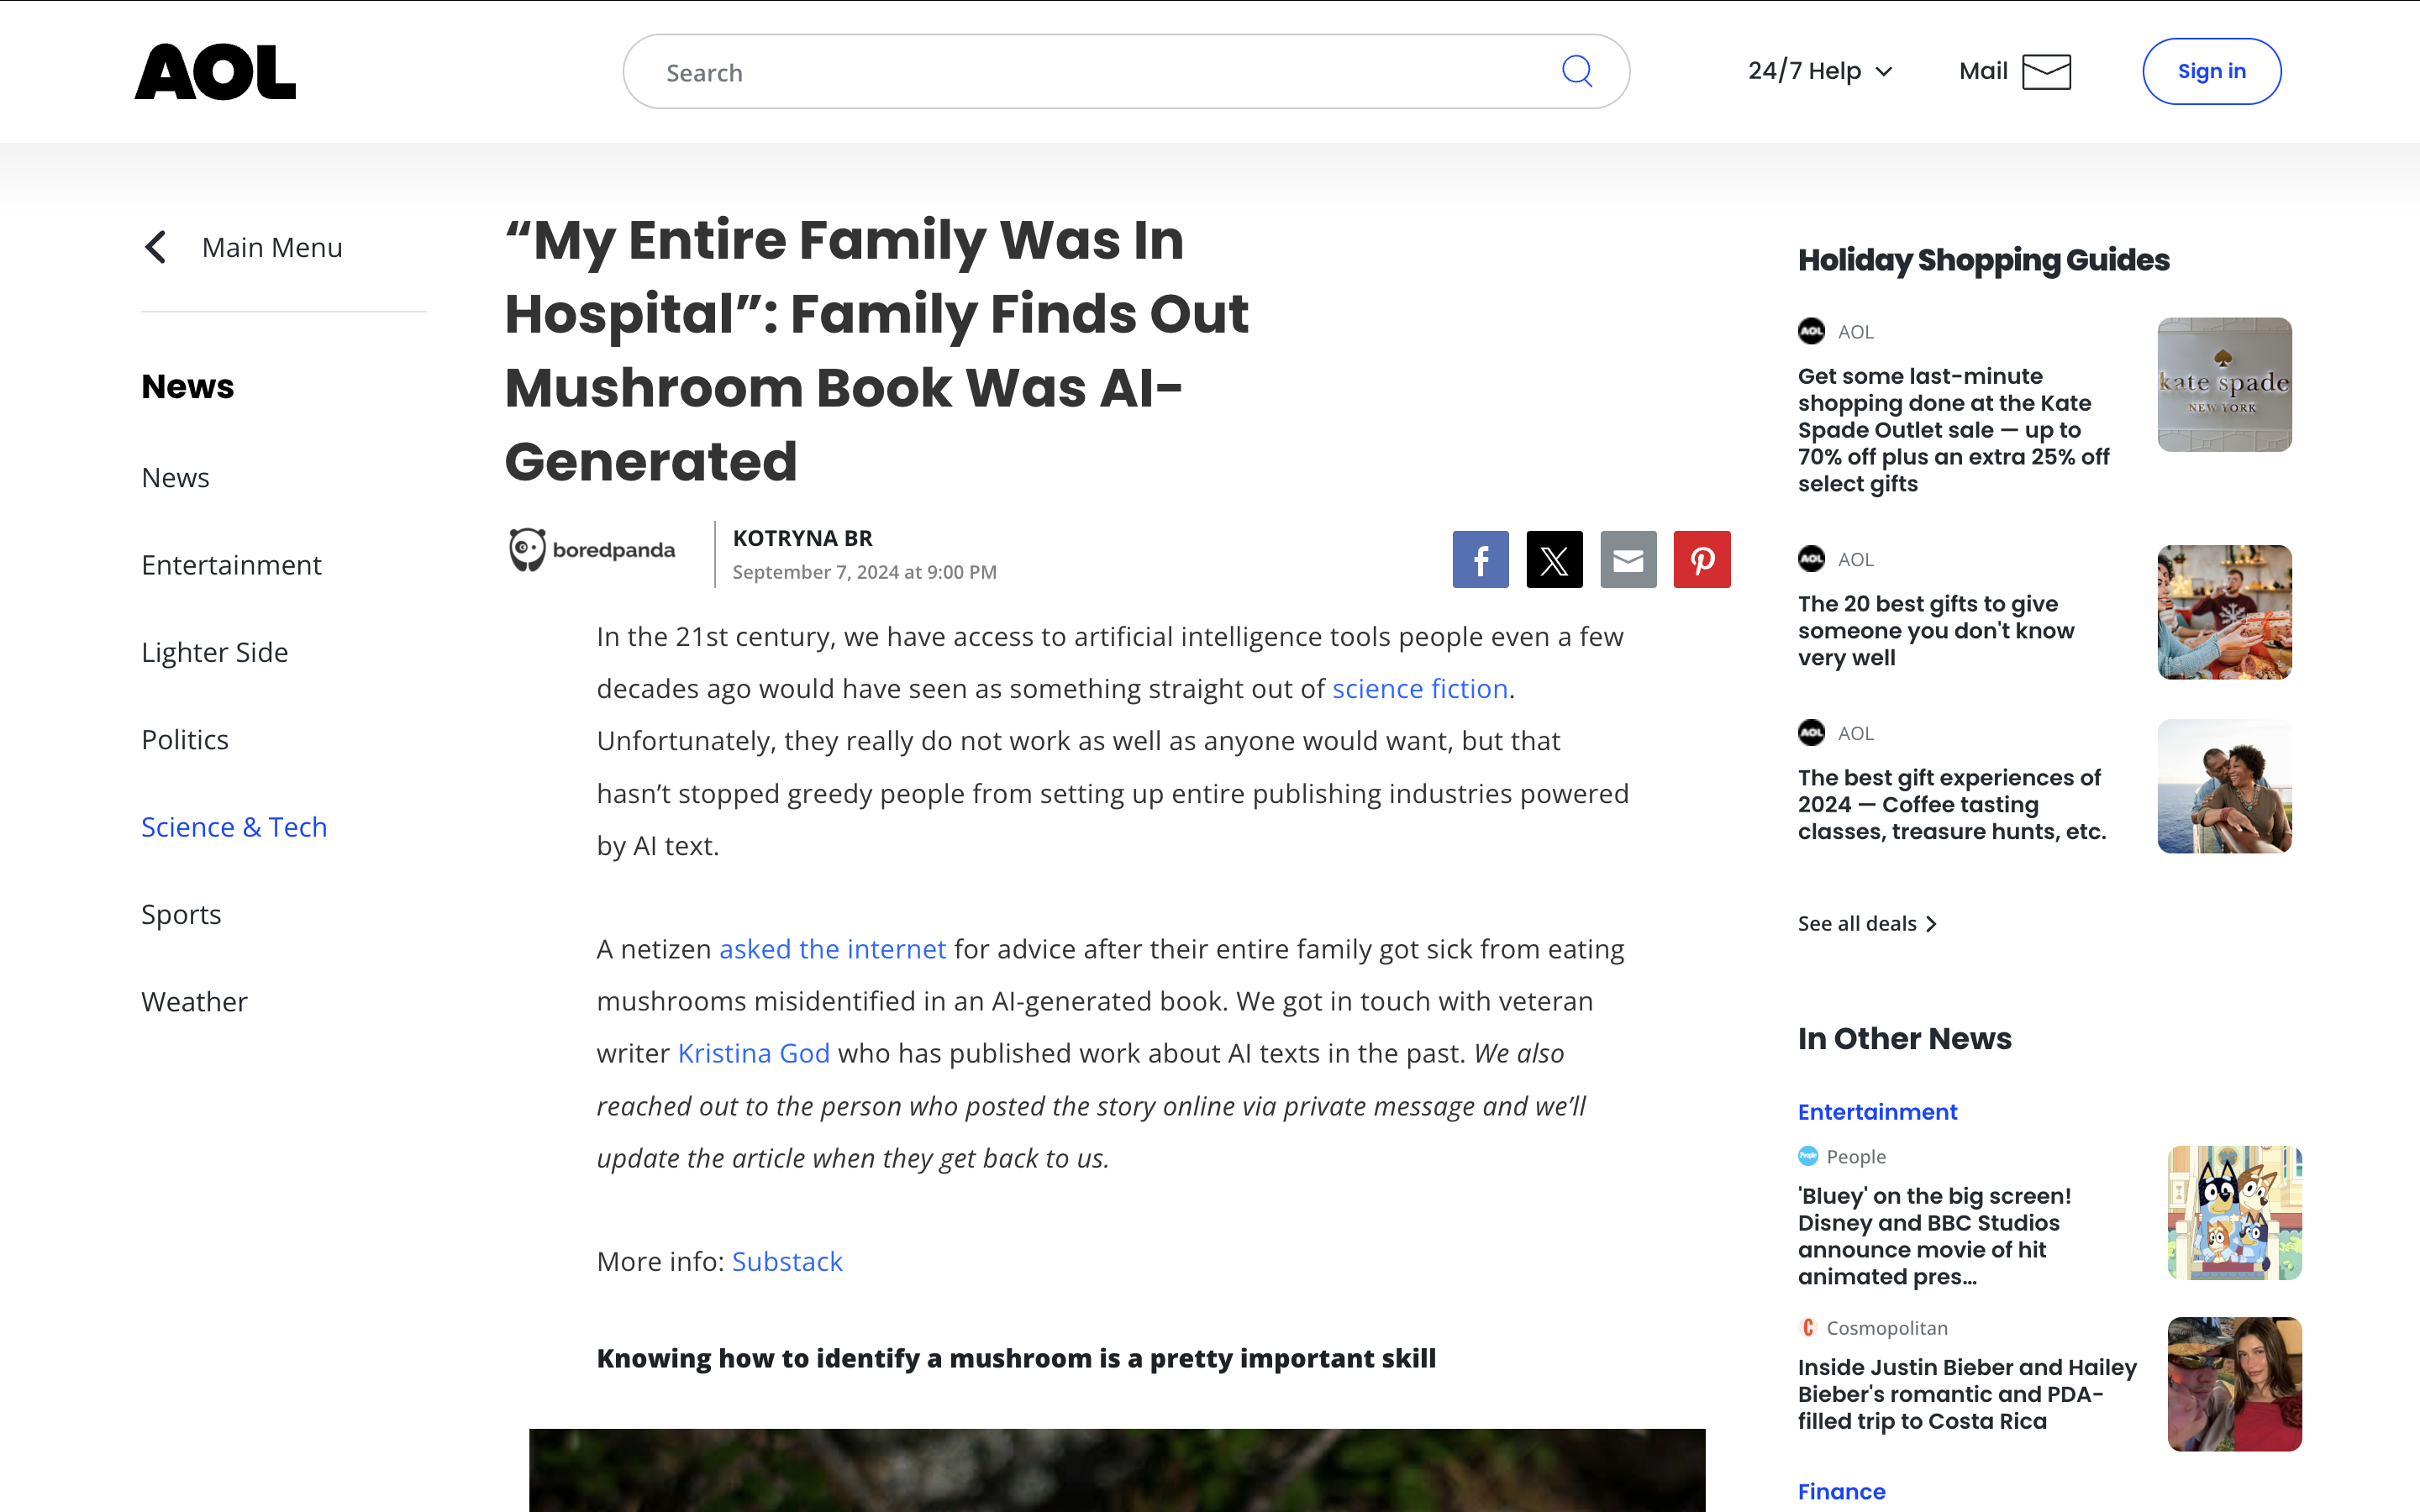 AOL
Search
24/7 Help
Mail
Sign in
Main Menu
News
News
Entertainment
Lighter Side
Politics
Science & Tech
Sports
Weather
“My Entire Family Was In
Hospital”: Family Finds Out
Mushroom Book Was AI-
Generated
boredpanda
KOTRYNA BR
September 7, 2024 at 9:00 PM
In the 21st century, we have access to artificial intelligence tools people even a few
decades ago would have seen as something straight out of science fiction.
Unfortunately, they really do not work as well as anyone would want, but that
hasn’t stopped greedy people from setting up entire publishing industries powered
by AI text.
A netizen asked the internet for advice after their entire family got sick from eating
mushrooms misidentified in an AI-generated book. We got in touch with veteran
writer Kristina God who has published work about AI texts in the past. We also
reached out to the person who posted the story online via private message and we’ll
update the article when they get back to us.
More info: Substack
Knowing how to identify a mushroom is a pretty important skill
Holiday Shopping Guides
AOL
AOL
Get some last-minute
shopping done at the Kate
Spade Outlet sale — up to
70% off plus an extra 25% off
select gifts
kate spade
NEW YORK
AOL
AOL
The 20 best gifts to give
someone you don't know
very well
AOL
AOL
The best gift experiences of
2024 — Coffee tasting
classes, treasure hunts, etc.
See all deals
In Other News
Entertainment
People
People
'Bluey' on the big screen!
Disney and BBC Studios
announce movie of hit
animated pres...
C
Cosmopolitan
Inside Justin Bieber and Hailey
Bieber's romantic and PDA-
filled trip to Costa Rica
Finance